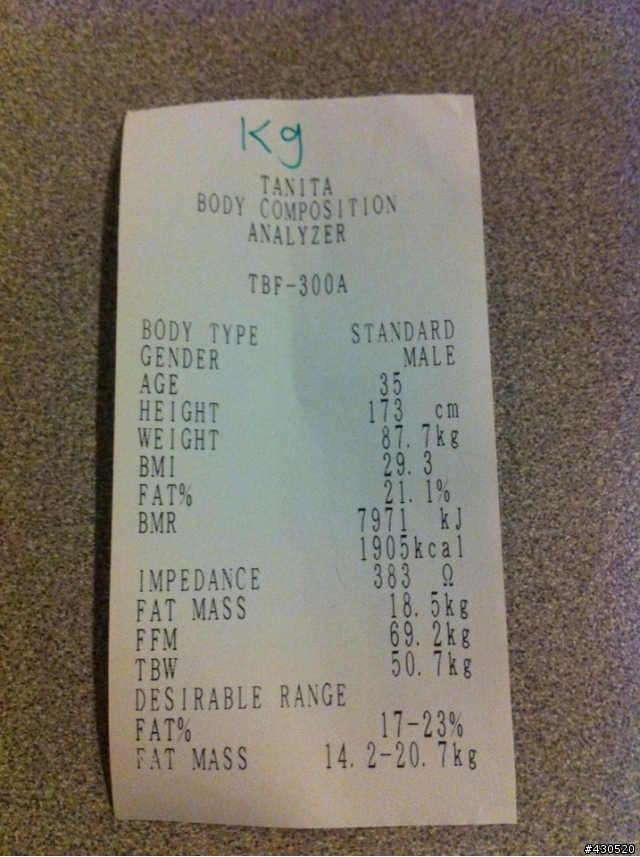 Kg
TANITA
BODY COMPOSITION
ANALYZER
TBF-300A
BODY TYPE STANDARD
GENDER MALE
AGE 35
HEIGHT 173 cm
WEIGHT 87.7kg
BMI 29.3
FAT% 21.1%
BMR 7971 kJ
1905kcal
IMPEDANCE 383 Ω
FAT MASS 18.5kg
FFM 69.2kg
TBW 50.7kg
DESIRABLE RANGE
FAT% 17-23%
FAT MASS 14.2-20.7kg
#430520